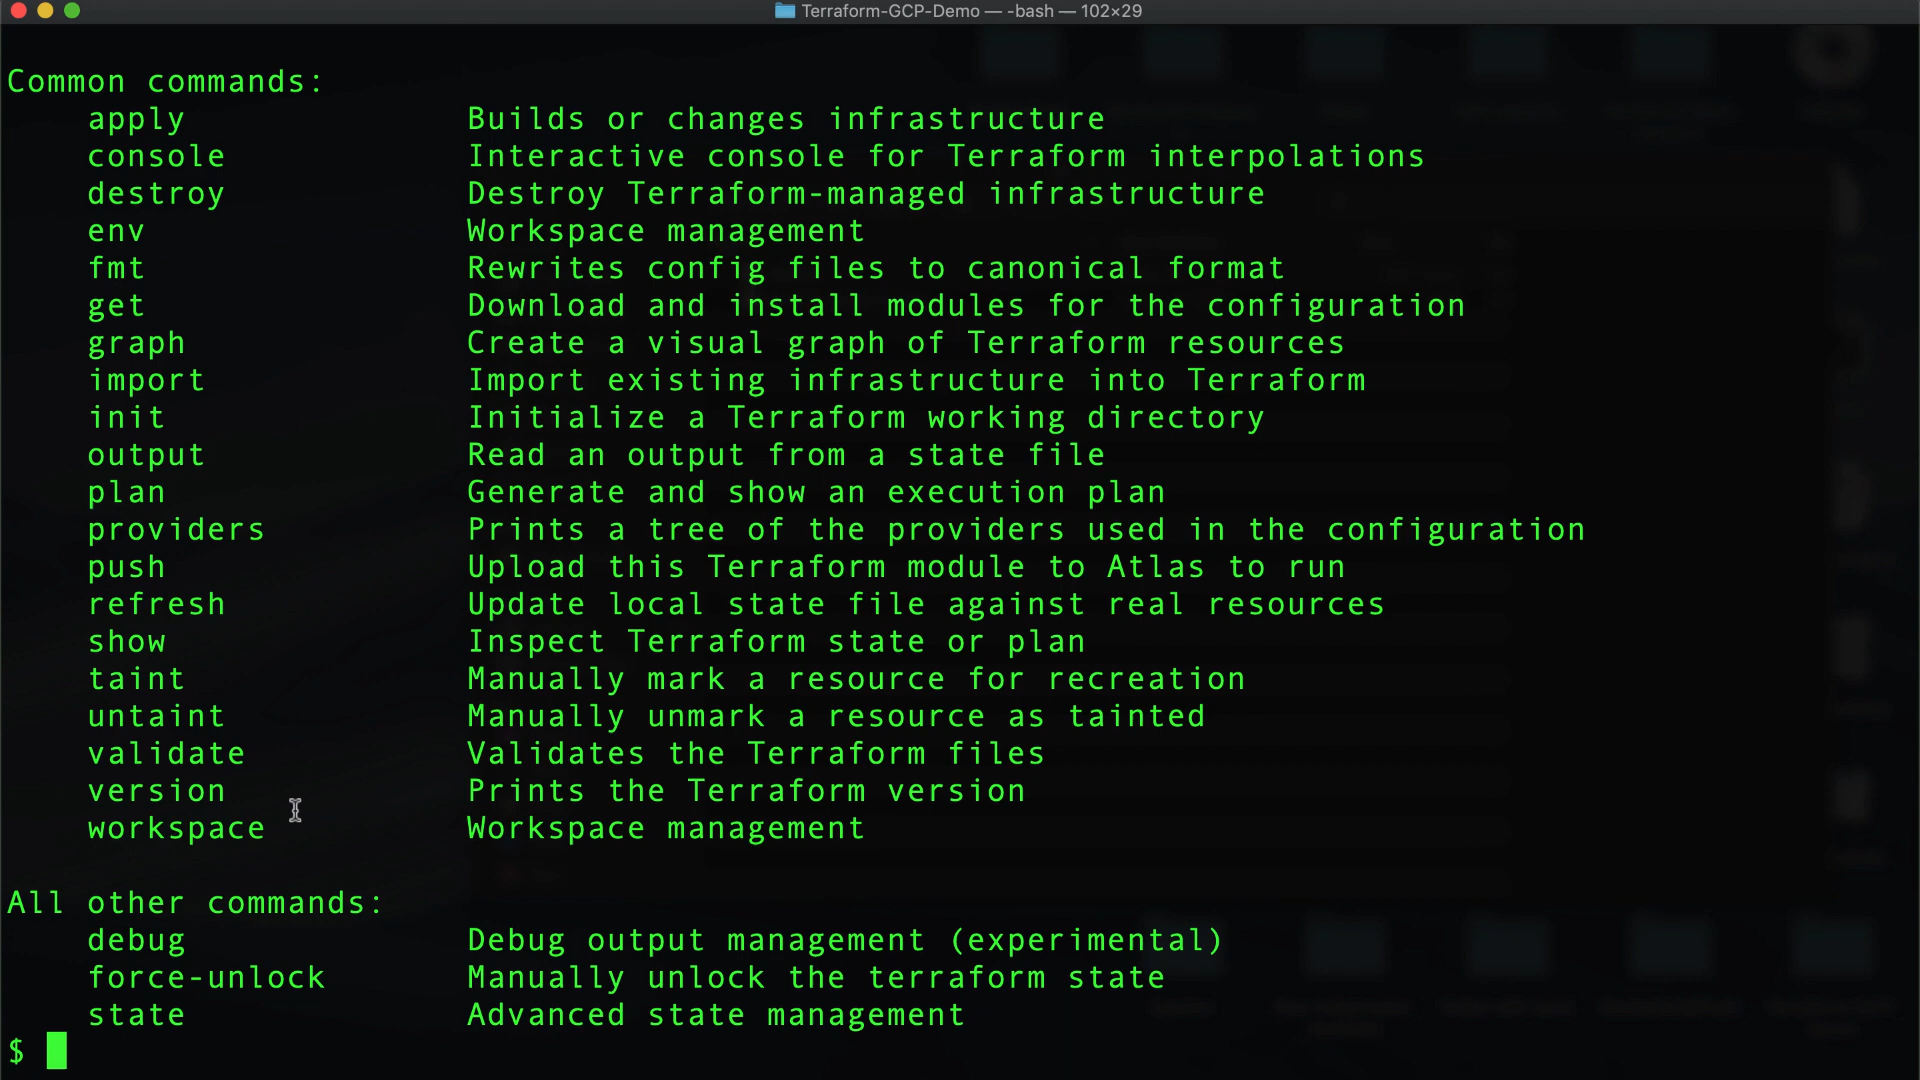 Terraform-GCP-Demo — -bash — 102×29
Common commands:
    apply              Builds or changes infrastructure
    console            Interactive console for Terraform interpolations
    destroy            Destroy Terraform-managed infrastructure
    env                Workspace management
    fmt                Rewrites config files to canonical format
    get                Download and install modules for the configuration
    graph              Create a visual graph of Terraform resources
    import             Import existing infrastructure into Terraform
    init               Initialize a Terraform working directory
    output             Read an output from a state file
    plan               Generate and show an execution plan
    providers          Prints a tree of the providers used in the configuration
    push               Upload this Terraform module to Atlas to run
    refresh            Update local state file against real resources
    show               Inspect Terraform state or plan
    taint              Manually mark a resource for recreation
    untaint            Manually unmark a resource as tainted
    validate           Validates the Terraform files
    version            Prints the Terraform version
    workspace          Workspace management
All other commands:
    debug              Debug output management (experimental)
    force-unlock       Manually unlock the terraform state
    state              Advanced state management
$